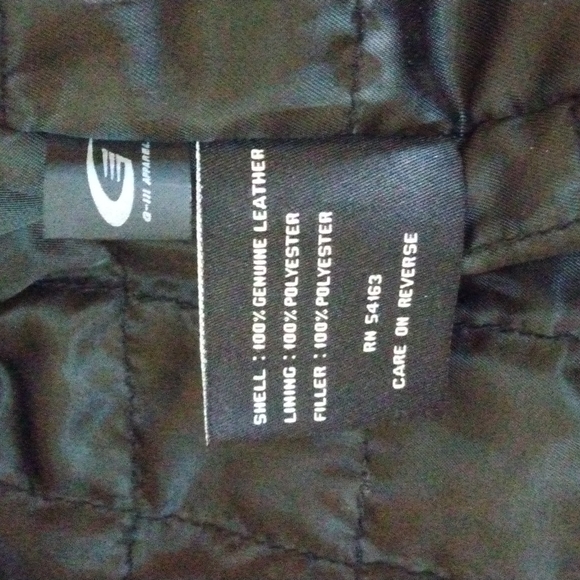 G-III APPAREL
SHELL : 100% GENUINE LEATHER
LINING : 100% POLYESTER
FILLER : 100% POLYESTER
RN 54163
CARE ON REVERSE